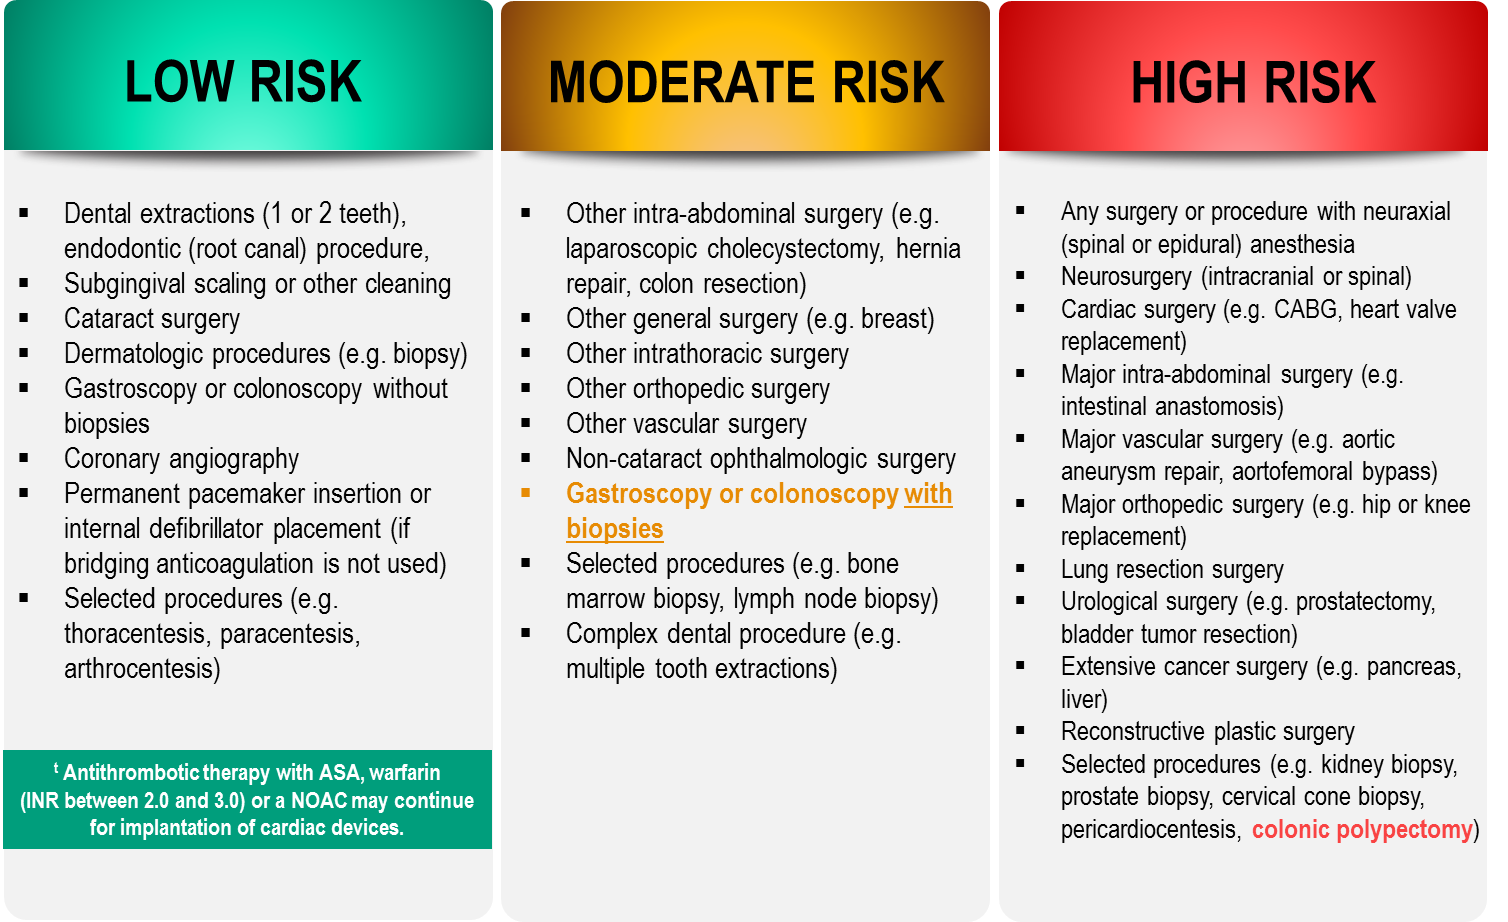 LOW RISK
▪ Dental extractions (1 or 2 teeth),
endodontic (root canal) procedure,
▪ Subgingival scaling or other cleaning
▪ Cataract surgery
▪ Dermatologic procedures (e.g. biopsy)
▪ Gastroscopy or colonoscopy without
biopsies
▪ Coronary angiography
▪ Permanent pacemaker insertion or
internal defibrillator placement (if
bridging anticoagulation is not used)
▪ Selected procedures (e.g.
thoracentesis, paracentesis,
arthrocentesis)
t Antithrombotic therapy with ASA, warfarin
(INR between 2.0 and 3.0) or a NOAC may continue
for implantation of cardiac devices.
MODERATE RISK
▪ Other intra-abdominal surgery (e.g.
laparoscopic cholecystectomy, hernia
repair, colon resection)
▪ Other general surgery (e.g. breast)
▪ Other intrathoracic surgery
▪ Other orthopedic surgery
▪ Other vascular surgery
▪ Non-cataract ophthalmologic surgery
▪ Gastroscopy or colonoscopy with
biopsies
▪ Selected procedures (e.g. bone
marrow biopsy, lymph node biopsy)
▪ Complex dental procedure (e.g.
multiple tooth extractions)
HIGH RISK
▪ Any surgery or procedure with neuraxial
(spinal or epidural) anesthesia
▪ Neurosurgery (intracranial or spinal)
▪ Cardiac surgery (e.g. CABG, heart valve
replacement)
▪ Major intra-abdominal surgery (e.g.
intestinal anastomosis)
▪ Major vascular surgery (e.g. aortic
aneurysm repair, aortofemoral bypass)
▪ Major orthopedic surgery (e.g. hip or knee
replacement)
▪ Lung resection surgery
▪ Urological surgery (e.g. prostatectomy,
bladder tumor resection)
▪ Extensive cancer surgery (e.g. pancreas,
liver)
▪ Reconstructive plastic surgery
▪ Selected procedures (e.g. kidney biopsy,
prostate biopsy, cervical cone biopsy,
pericardiocentesis, colonic polypectomy)